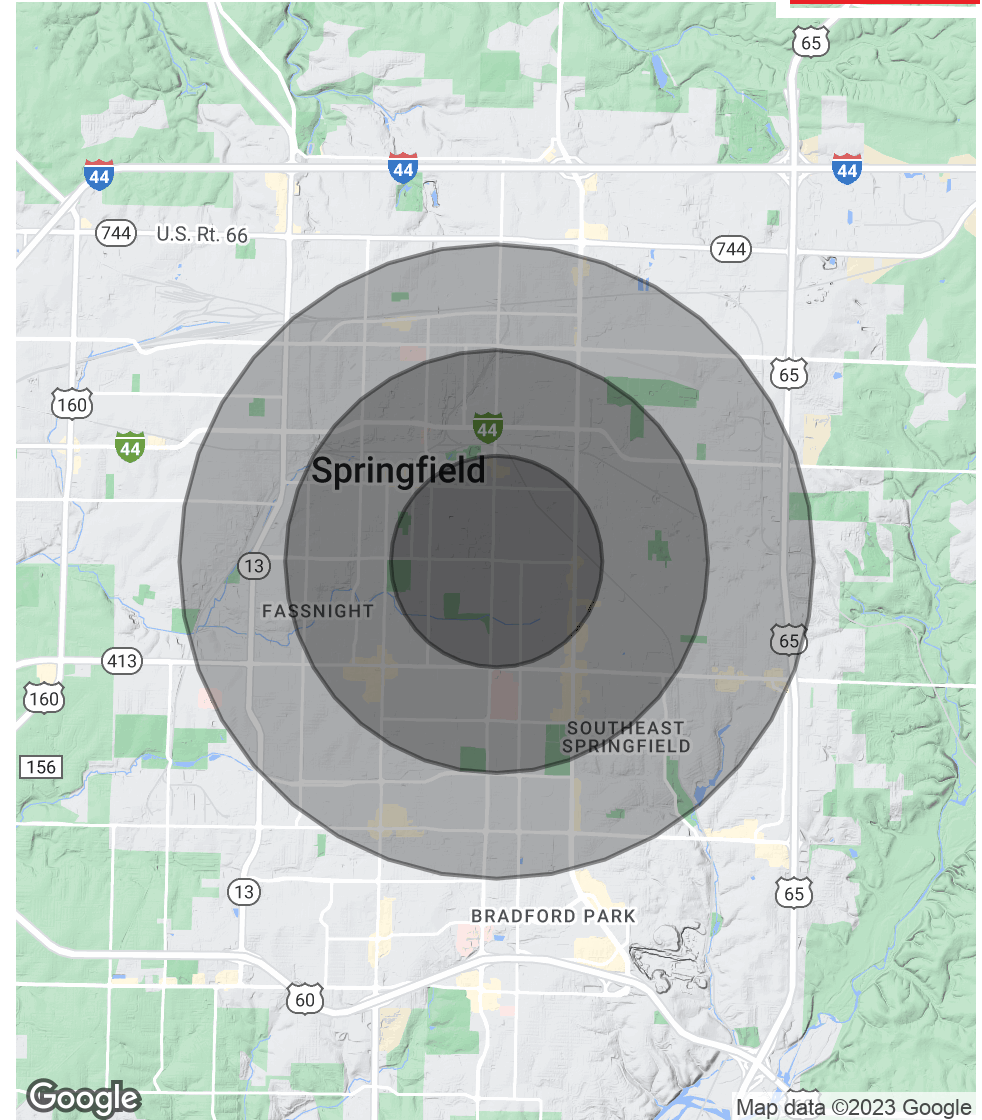 65
44
44
44
744
U.S. Rt. 66
744
65
160
44
44
Springfield
13
FASSNIGHT
65
413
160
SOUTHEAST
SPRINGFIELD
156
13
65
BRADFORD PARK
60
Google
Map data ©2023 Google